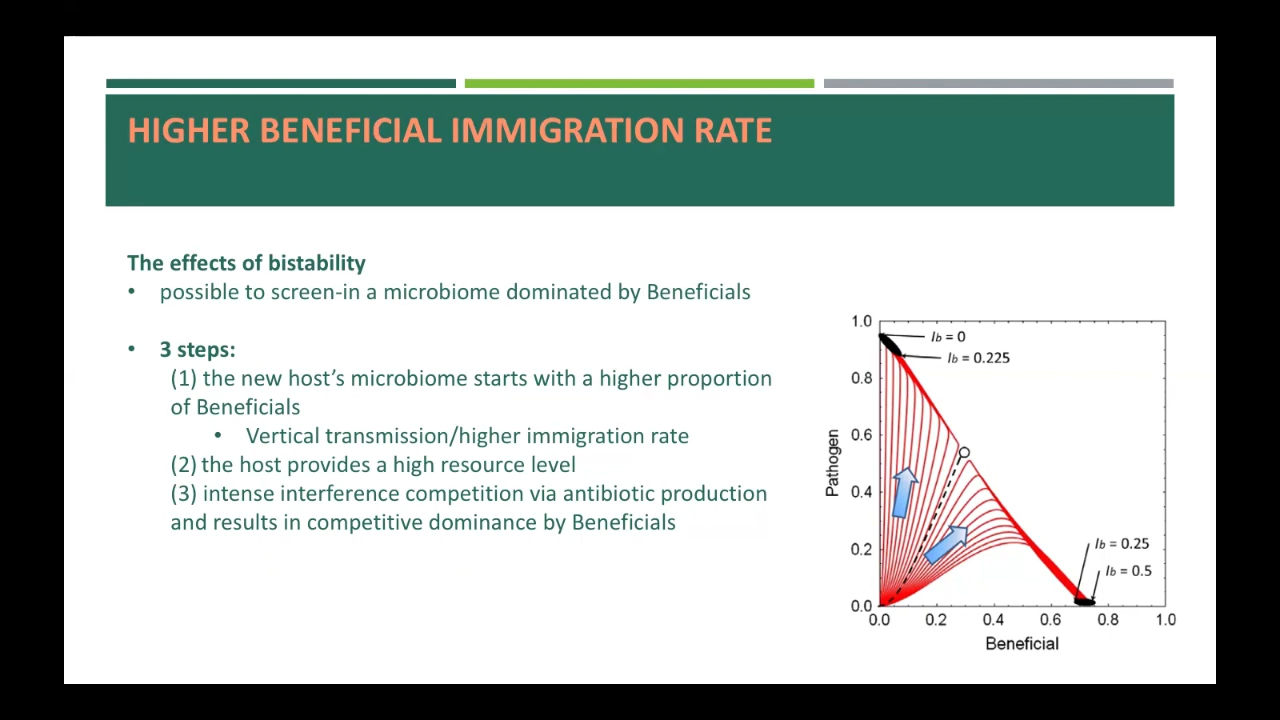 HIGHER BENEFICIAL IMMIGRATION RATE
The effects of bistability
• possible to screen-in a microbiome dominated by Beneficials
• 3 steps:
(1) the new host’s microbiome starts with a higher proportion
of Beneficials
• Vertical transmission/higher immigration rate
(2) the host provides a high resource level
(3) intense interference competition via antibiotic production
and results in competitive dominance by Beneficials
1.0
0.8
0.6
0.4
0.2
0.0
Pathogen
Ib = 0
Ib = 0.225
Ib = 0.25
Ib = 0.5
0.0 0.2 0.4 0.6 0.8 1.0
Beneficial